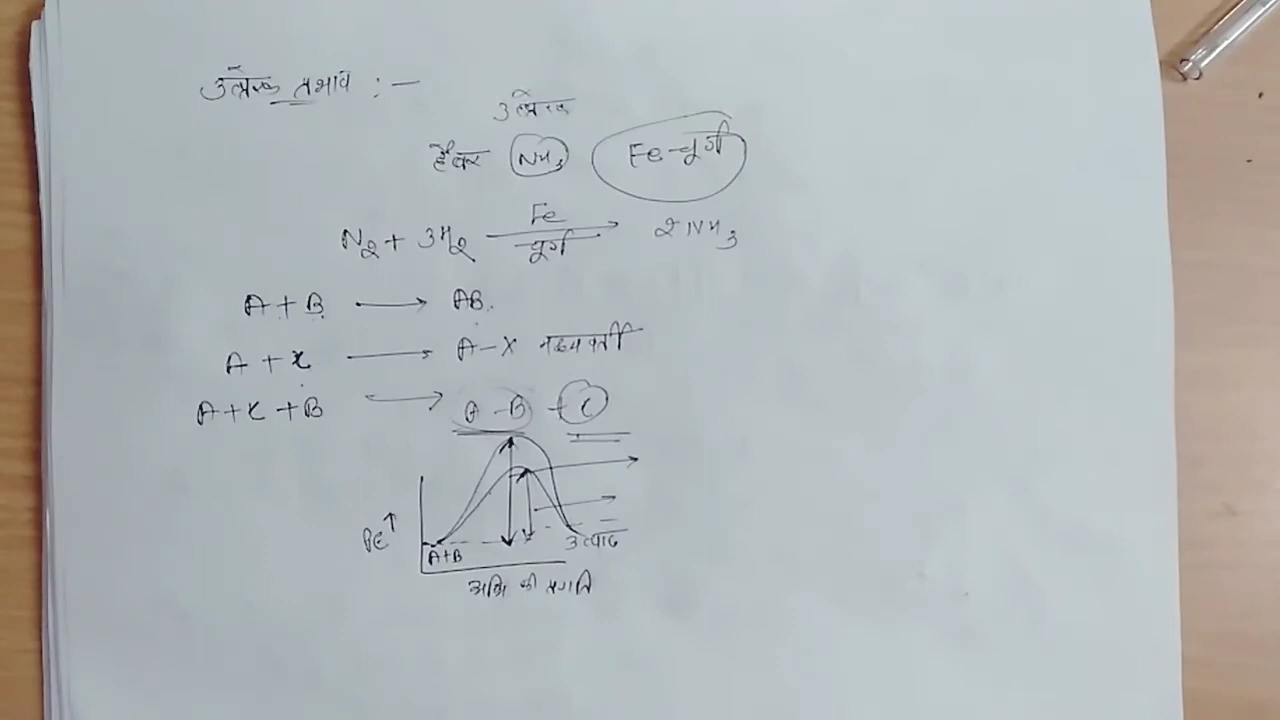 उत्प्रेरक प्रभाव :-
उत्प्रेरक
हैबर NH3 Fe-चूर्ण
N2 + 3H2 Fe चूर्ण → 2NH3
A + B → AB.
A + x → A-X मध्यवर्ती
A+x+B → A-B + x
PE ↑
A+B उत्पाद
अभि की प्रगति